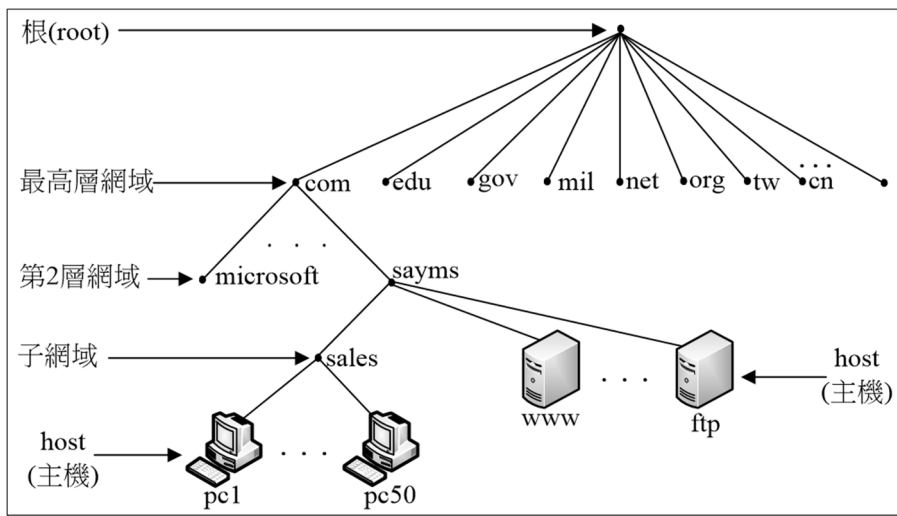 根(root)
最高層網域 com edu gov mil net org tw cn ...
第2層網域 microsoft . . . sayms
子網域 sales
www . . . ftp
host
(主機)
host
(主機)
pc1 . . . pc50